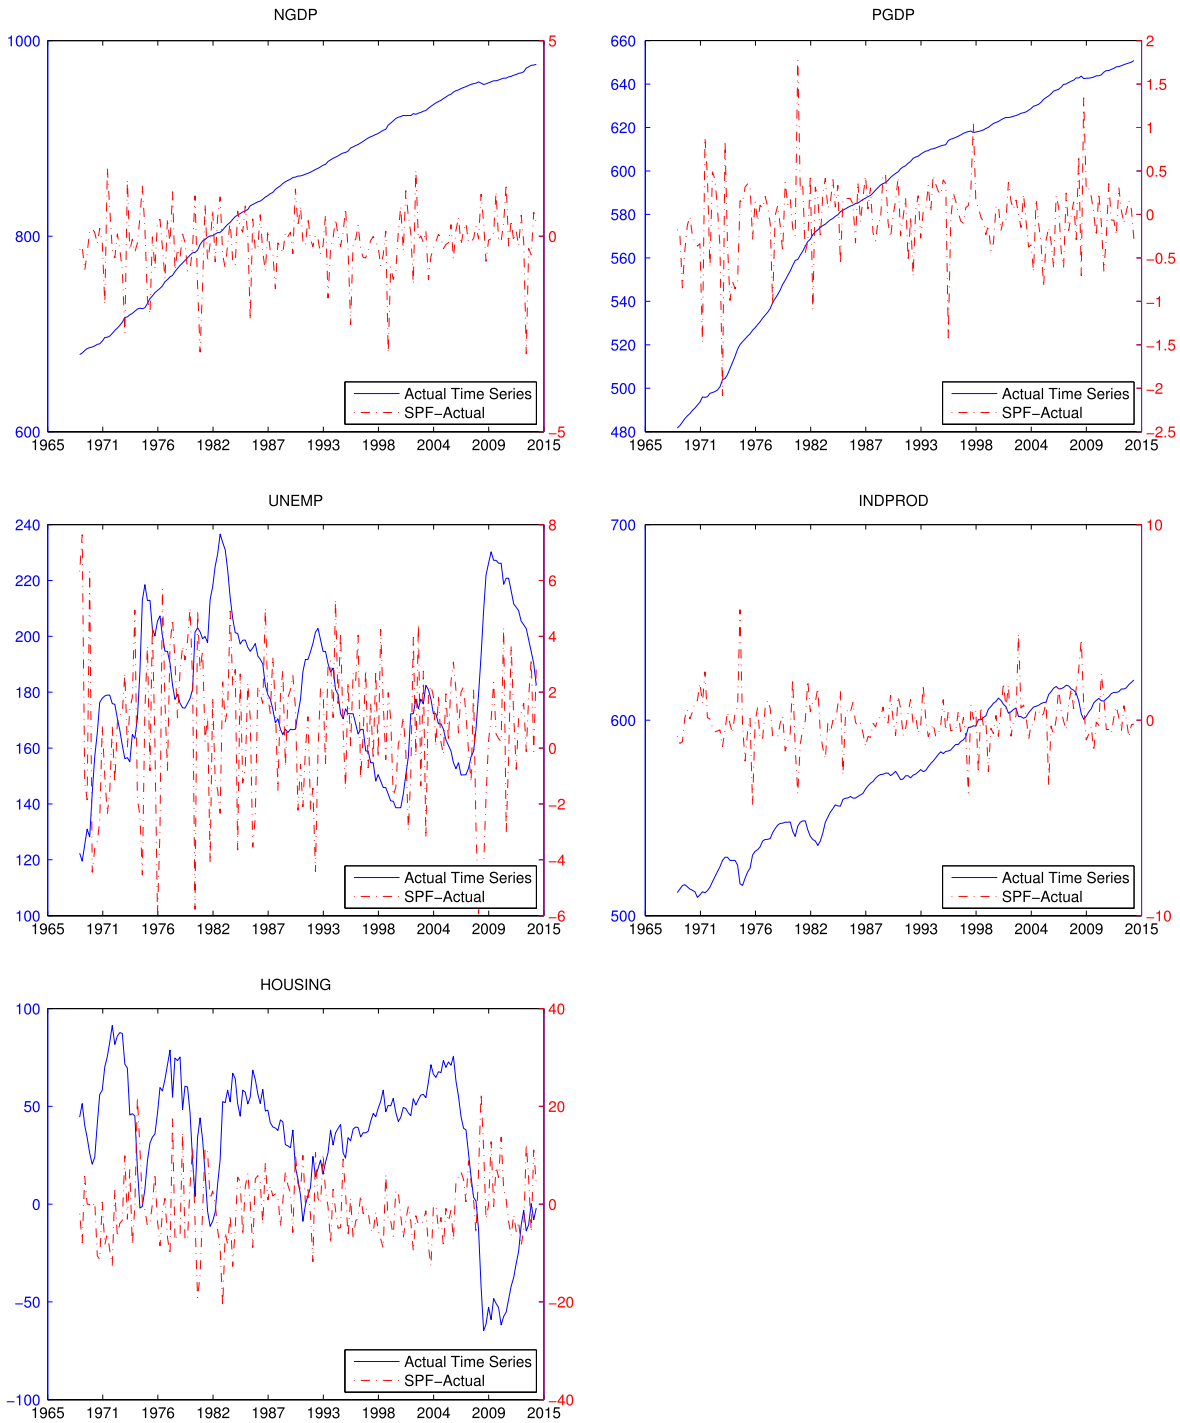 NGDP
1000
800
600
5
0
−5
Actual Time Series
SPF−Actual
1965 1971 1976 1982 1987 1993 1998 2004 2009 2015
PGDP
660
640
620
600
580
560
540
520
500
480
2
1.5
1
0.5
0
−0.5
−1
−1.5
−2
−2.5
Actual Time Series
SPF−Actual
1965 1971 1976 1982 1987 1993 1998 2004 2009 2015
UNEMP
240
220
200
180
160
140
120
100
8
6
4
2
0
−2
−4
−6
Actual Time Series
SPF−Actual
1965 1971 1976 1982 1987 1993 1998 2004 2009 2015
INDPROD
700
600
500
10
0
−10
Actual Time Series
SPF−Actual
1965 1971 1976 1982 1987 1993 1998 2004 2009 2015
HOUSING
100
50
0
−50
−100
40
20
0
−20
−40
Actual Time Series
SPF−Actual
1965 1971 1976 1982 1987 1993 1998 2004 2009 2015